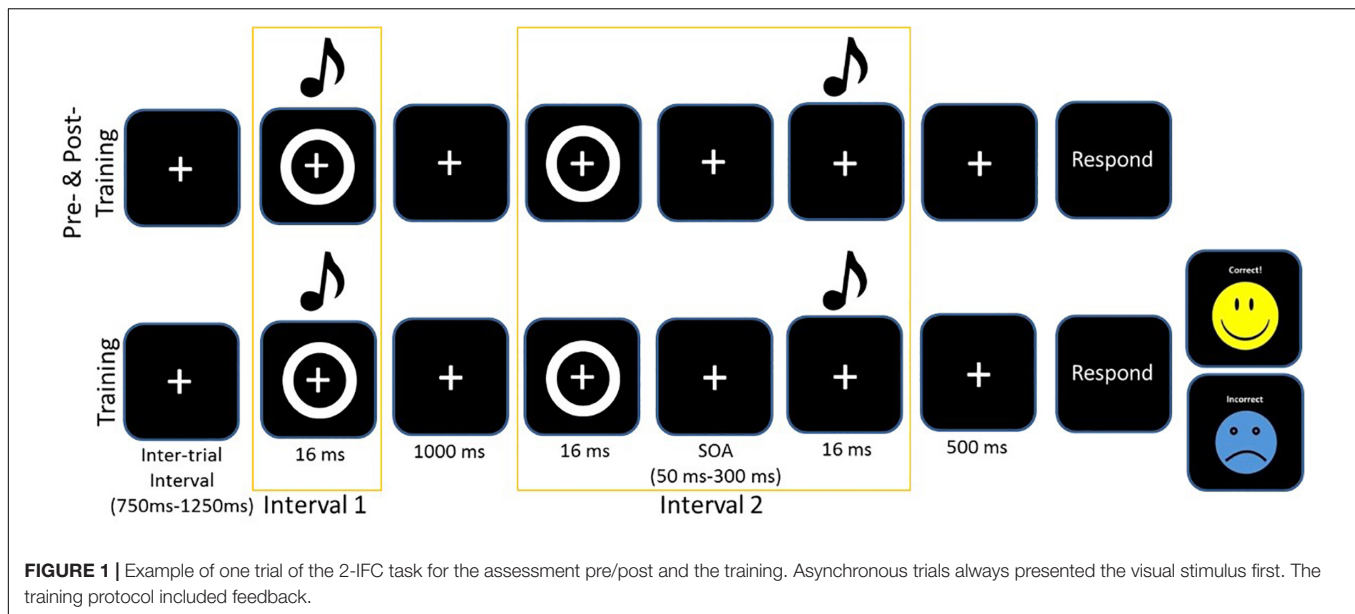 Pre- & Post-
Training
Respond
Training
Respond
Correct!
Incorrect
Inter-trial
Interval
(750ms-1250ms)
16 ms
1000 ms
16 ms
SOA
(50 ms-300 ms)
16 ms
500 ms
Interval 1
Interval 2
FIGURE 1 | Example of one trial of the 2-IFC task for the assessment pre/post and the training. Asynchronous trials always presented the visual stimulus first. The
training protocol included feedback.